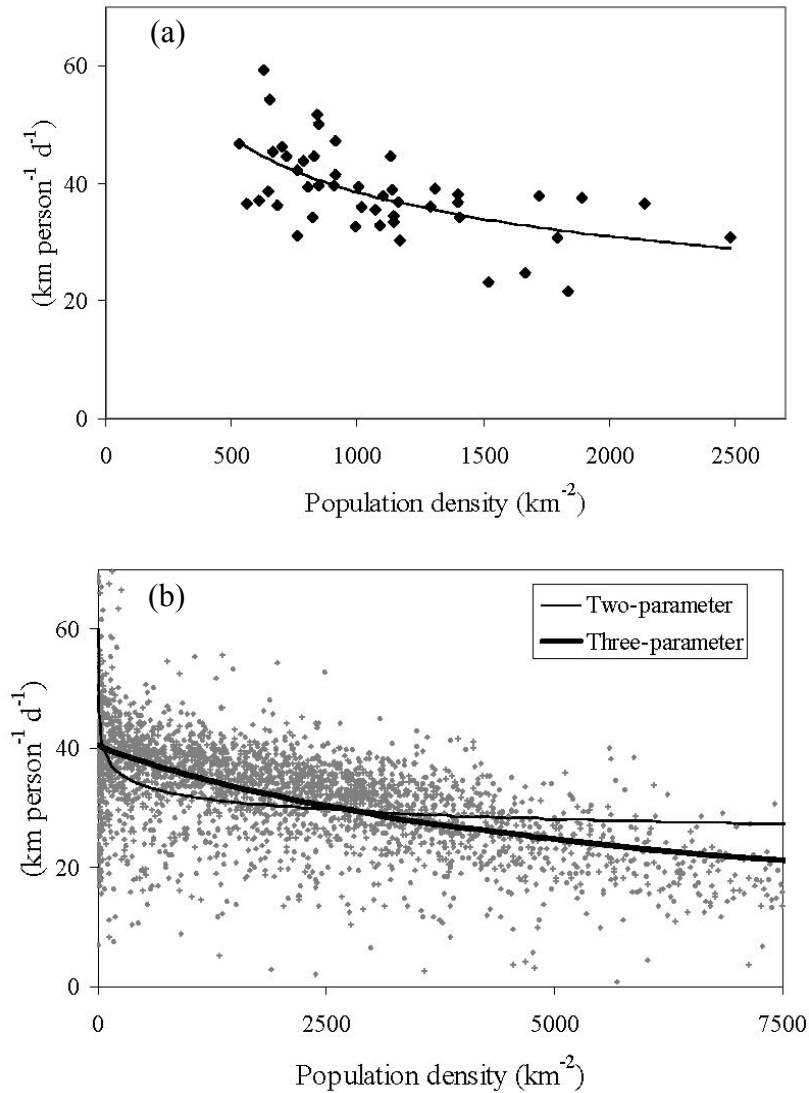 (a)
60
40
20
0
(km person⁻¹ d⁻¹)
0 500 1000 1500 2000 2500
Population density (km⁻²)
(b)
Two-parameter
Three-parameter
60
40
20
0
(km person⁻¹ d⁻¹)
0 2500 5000 7500
Population density (km⁻²)